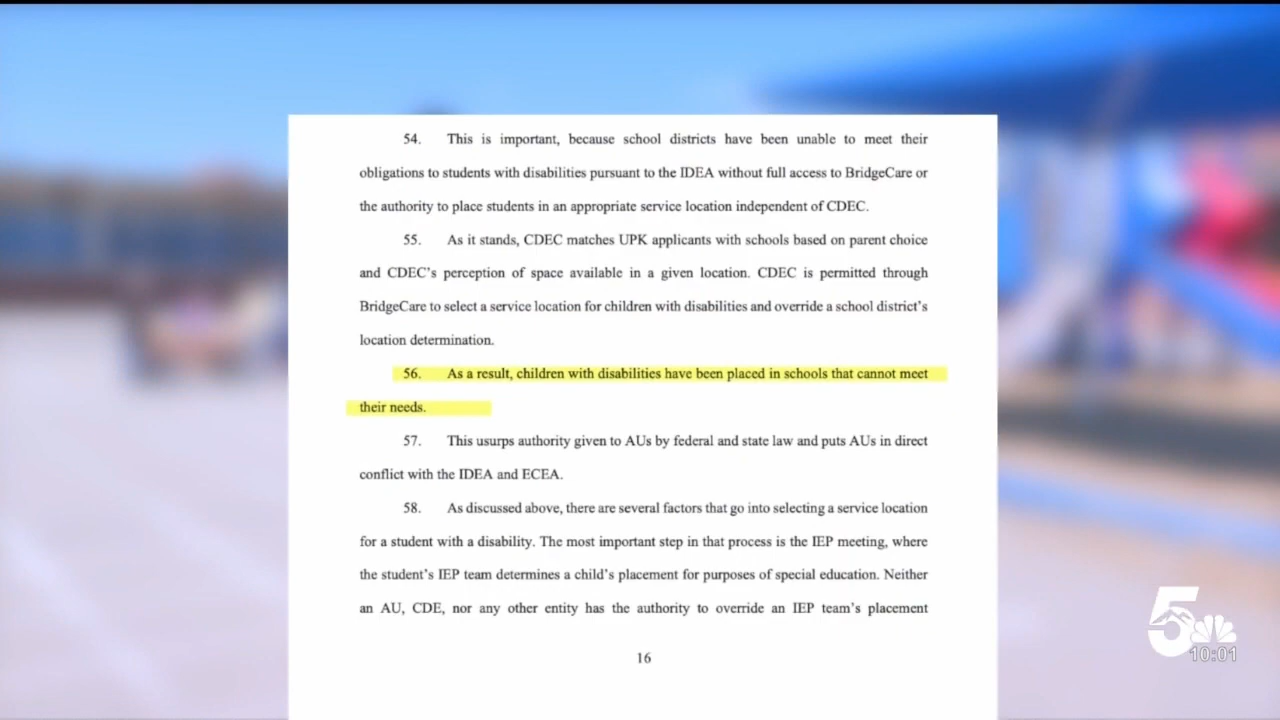 54. This is important, because school districts have been unable to meet their
obligations to students with disabilities pursuant to the IDEA without full access to BridgeCare or
the authority to place students in an appropriate service location independent of CDEC.
55. As it stands, CDEC matches UPK applicants with schools based on parent choice
and CDEC's perception of space available in a given location. CDEC is permitted through
BridgeCare to select a service location for children with disabilities and override a school district's
location determination.
56. As a result, children with disabilities have been placed in schools that cannot meet
their needs.
57. This usurps authority given to AUs by federal and state law and puts AUs in direct
conflict with the IDEA and ECEA.
58. As discussed above, there are several factors that go into selecting a service location
for a student with a disability. The most important step in that process is the IEP meeting, where
the student's IEP team determines a child's placement for purposes of special education. Neither
an AU, CDE, nor any other entity has the authority to override an IEP team's placement
16
5
10:01